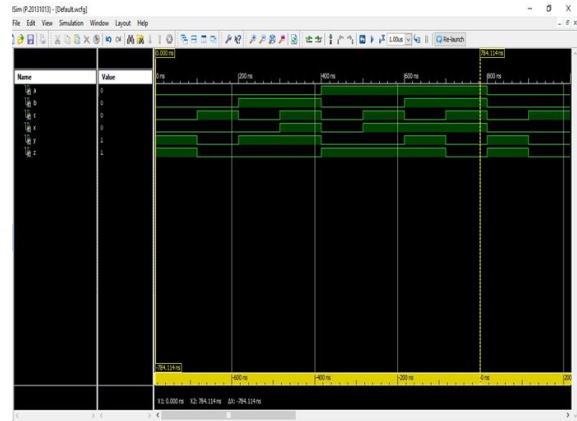 ISim (P.20131013) - [Default.wcfg]
File Edit View Simulation Window Layout Help
1.00us Re-launch
0.000 ns 784.114 ns
Name Value
0 ns 200 ns 400 ns 600 ns 800 ns
a 0
b 0
c 0
x 0
y 1
z 1
-784.114 ns
-600 ns -400 ns -200 ns 0 ns 200
X1: 0.000 ns X2: 784.114 ns ΔX: -784.114 ns